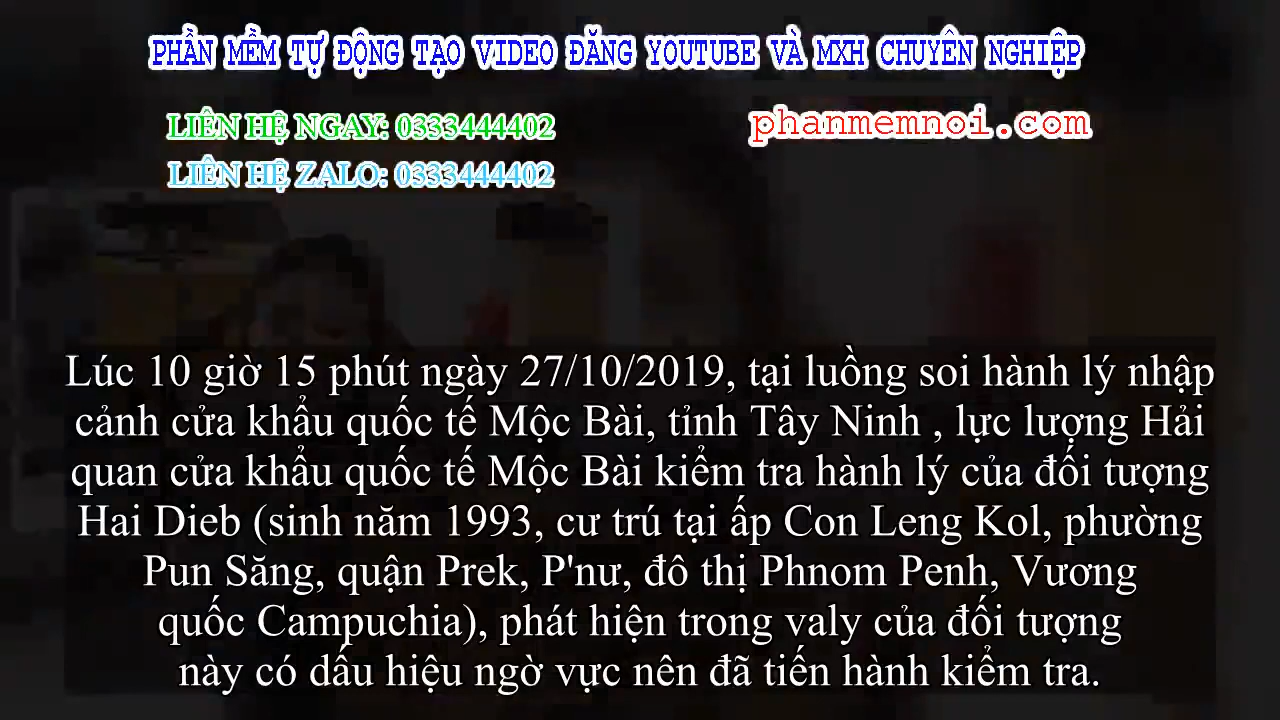 PHẦN MỀM TỰ ĐỘNG TẠO VIDEO ĐĂNG YOUTUBE VÀ MXH CHUYÊN NGHIỆP
LIÊN HỆ NGAY: 0333444402
phanmemnoi.com
LIÊN HỆ ZALO: 0333444402
Lúc 10 giờ 15 phút ngày 27/10/2019, tại luồng soi hành lý nhập
cảnh cửa khẩu quốc tế Mộc Bài, tỉnh Tây Ninh , lực lượng Hải
quan cửa khẩu quốc tế Mộc Bài kiểm tra hành lý của đối tượng
Hai Dieb (sinh năm 1993, cư trú tại ấp Con Leng Kol, phường
Pun Săng, quận Prek, P'nư, đô thị Phnom Penh, Vương
quốc Campuchia), phát hiện trong valy của đối tượng
này có dấu hiệu ngờ vực nên đã tiến hành kiểm tra.